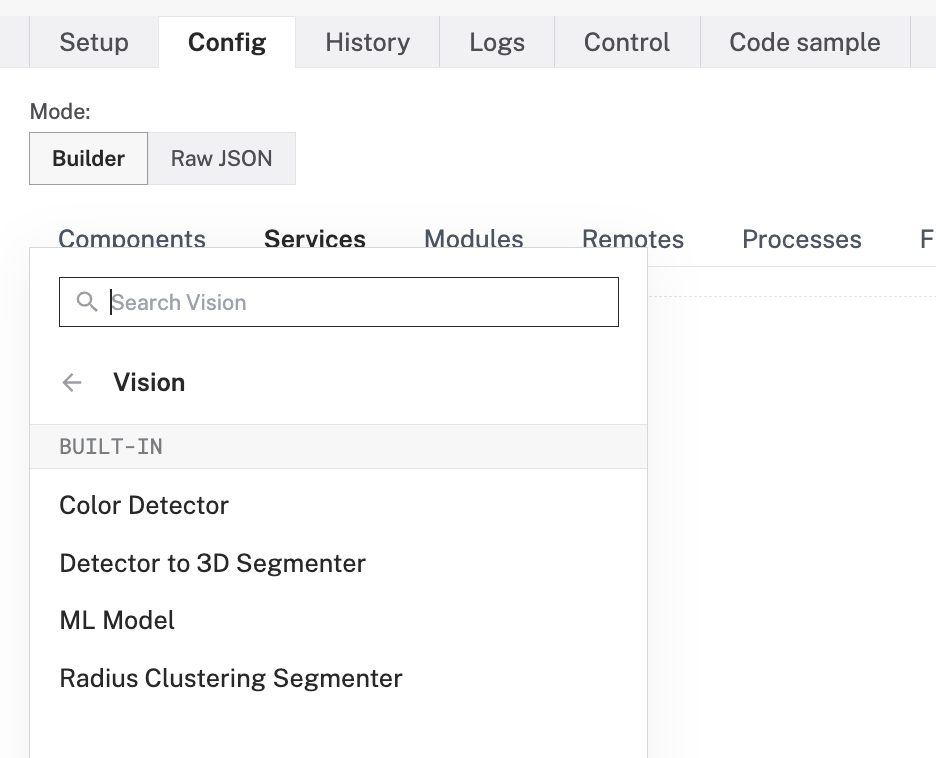 Setup Config History Logs Control Code sample
Mode:
Builder Raw JSON
Components Services Modules Remotes Processes F
Search Vision
Vision
BUILT-IN
Color Detector
Detector to 3D Segmenter
ML Model
Radius Clustering Segmenter